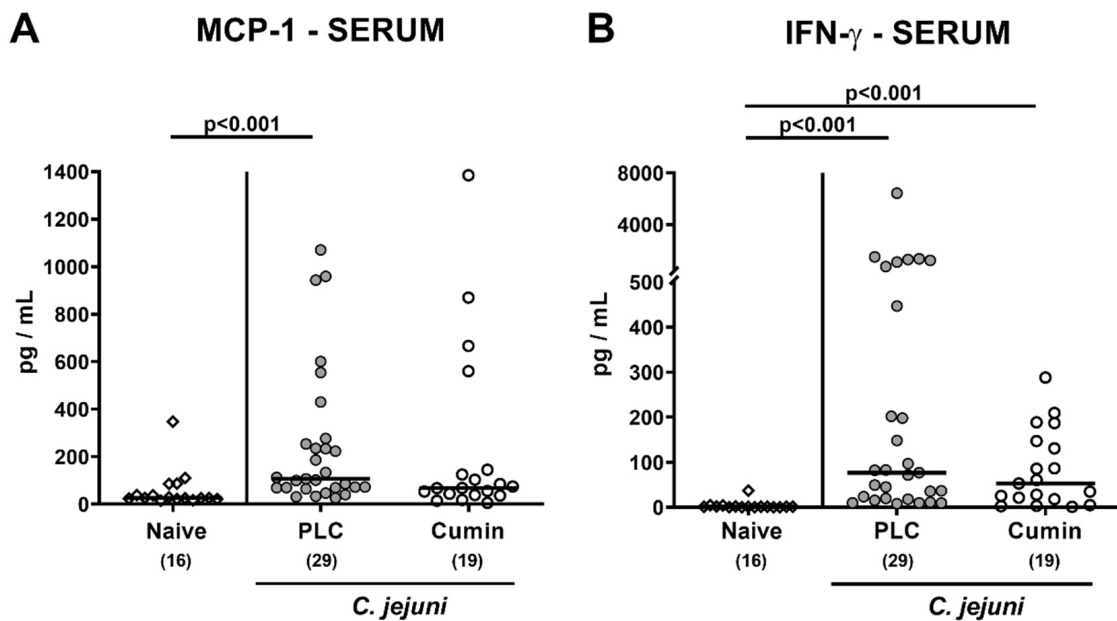 A
MCP-1 - SERUM
p<0.001
pg / mL
1400
1200
1000
800
600
400
200
0
Naive
PLC
Cumin
(16)
(29)
(19)
C. jejuni
B
IFN-γ - SERUM
p<0.001
p<0.001
pg / mL
8000
4000
500
400
300
200
100
0
Naive
PLC
Cumin
(16)
(29)
(19)
C. jejuni